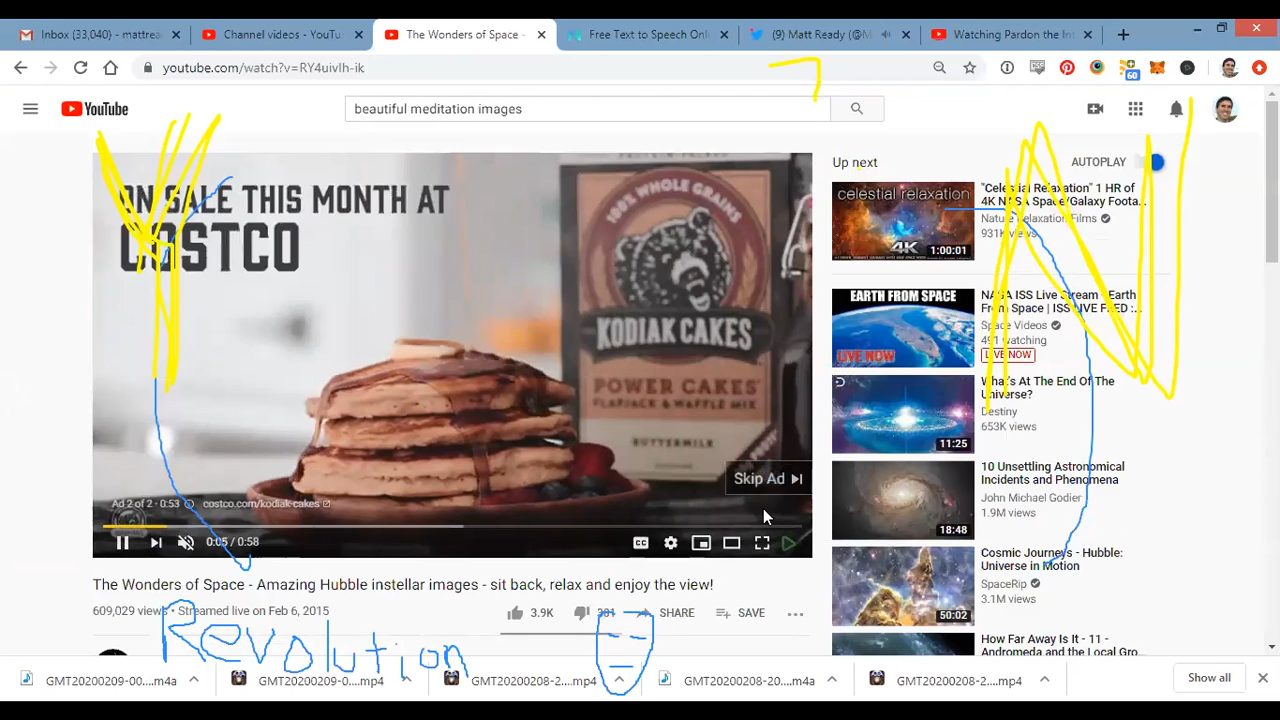 Inbox (33,040) - mattrea
Channel videos - YouTu
The Wonders of Space -
Free Text to Speech Onli
(9) Matt Ready (@M
Watching Pardon the Int
youtube.com/watch?v=RY4uivIh-ik
60
YouTube
beautiful meditation images
ON SALE THIS MONTH AT
COSTCO
100% WHOLE GRAINS
KODIAK CAKES
POWER CAKES
FLAPJACK & WAFFLE MIX
BUTTERMILK
Skip Ad
Ad 2 of 2 · 0:53
costco.com/kodiak-cakes
0:05 / 0:58
CC
The Wonders of Space - Amazing Hubble instellar images - sit back, relax and enjoy the view!
609,029 views • Streamed live on Feb 6, 2015
3.9K
SHARE
SAVE
Revolution
Y
N
Up next
AUTOPLAY
celestial relaxation
4K
1:00:01
"Celestial Relaxation" 1 HR of
4K NASA Space/Galaxy Foota...
Nature Relaxation Films
931K views
EARTH FROM SPACE
LIVE NOW
NASA ISS Live Stream - Earth
From Space | ISS LIVE FEED :...
Space Videos
491 watching
LIVE NOW
11:25
What's At The End Of The
Universe?
Destiny
653K views
18:48
10 Unsettling Astronomical
Incidents and Phenomena
John Michael Godier
1.9M views
50:02
Cosmic Journeys - Hubble:
Universe in Motion
SpaceRip
3.1M views
How Far Away Is It - 11 -
Andromeda and the Local Gro
GMT20200209-00....m4a
GMT20200209-0....mp4
GMT20200208-2....mp4
GMT20200208-20....m4a
GMT20200208-2....mp4
Show all